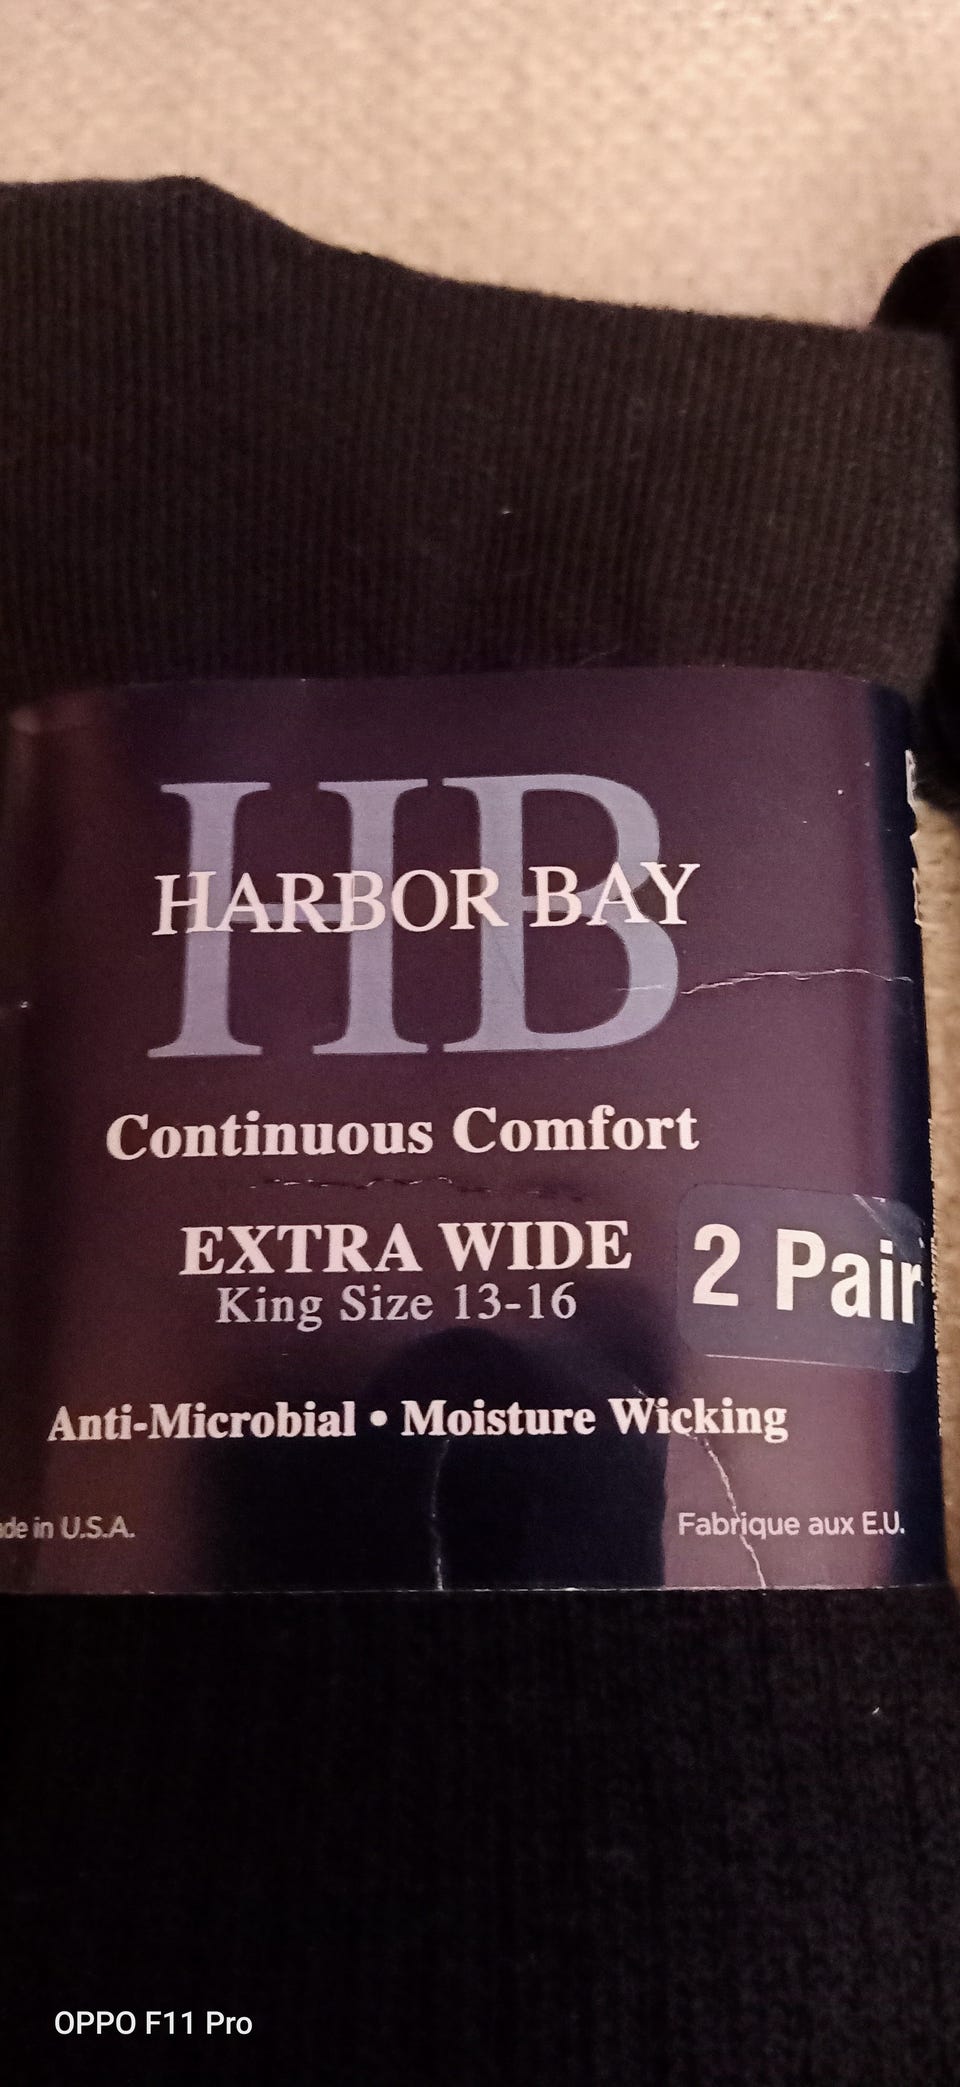 HB
HARBOR BAY
Continuous Comfort
EXTRA WIDE
King Size 13-16
2 Pair
Anti-Microbial • Moisture Wicking
in U.S.A.
Fabrique aux E.U.
OPPO F11 Pro